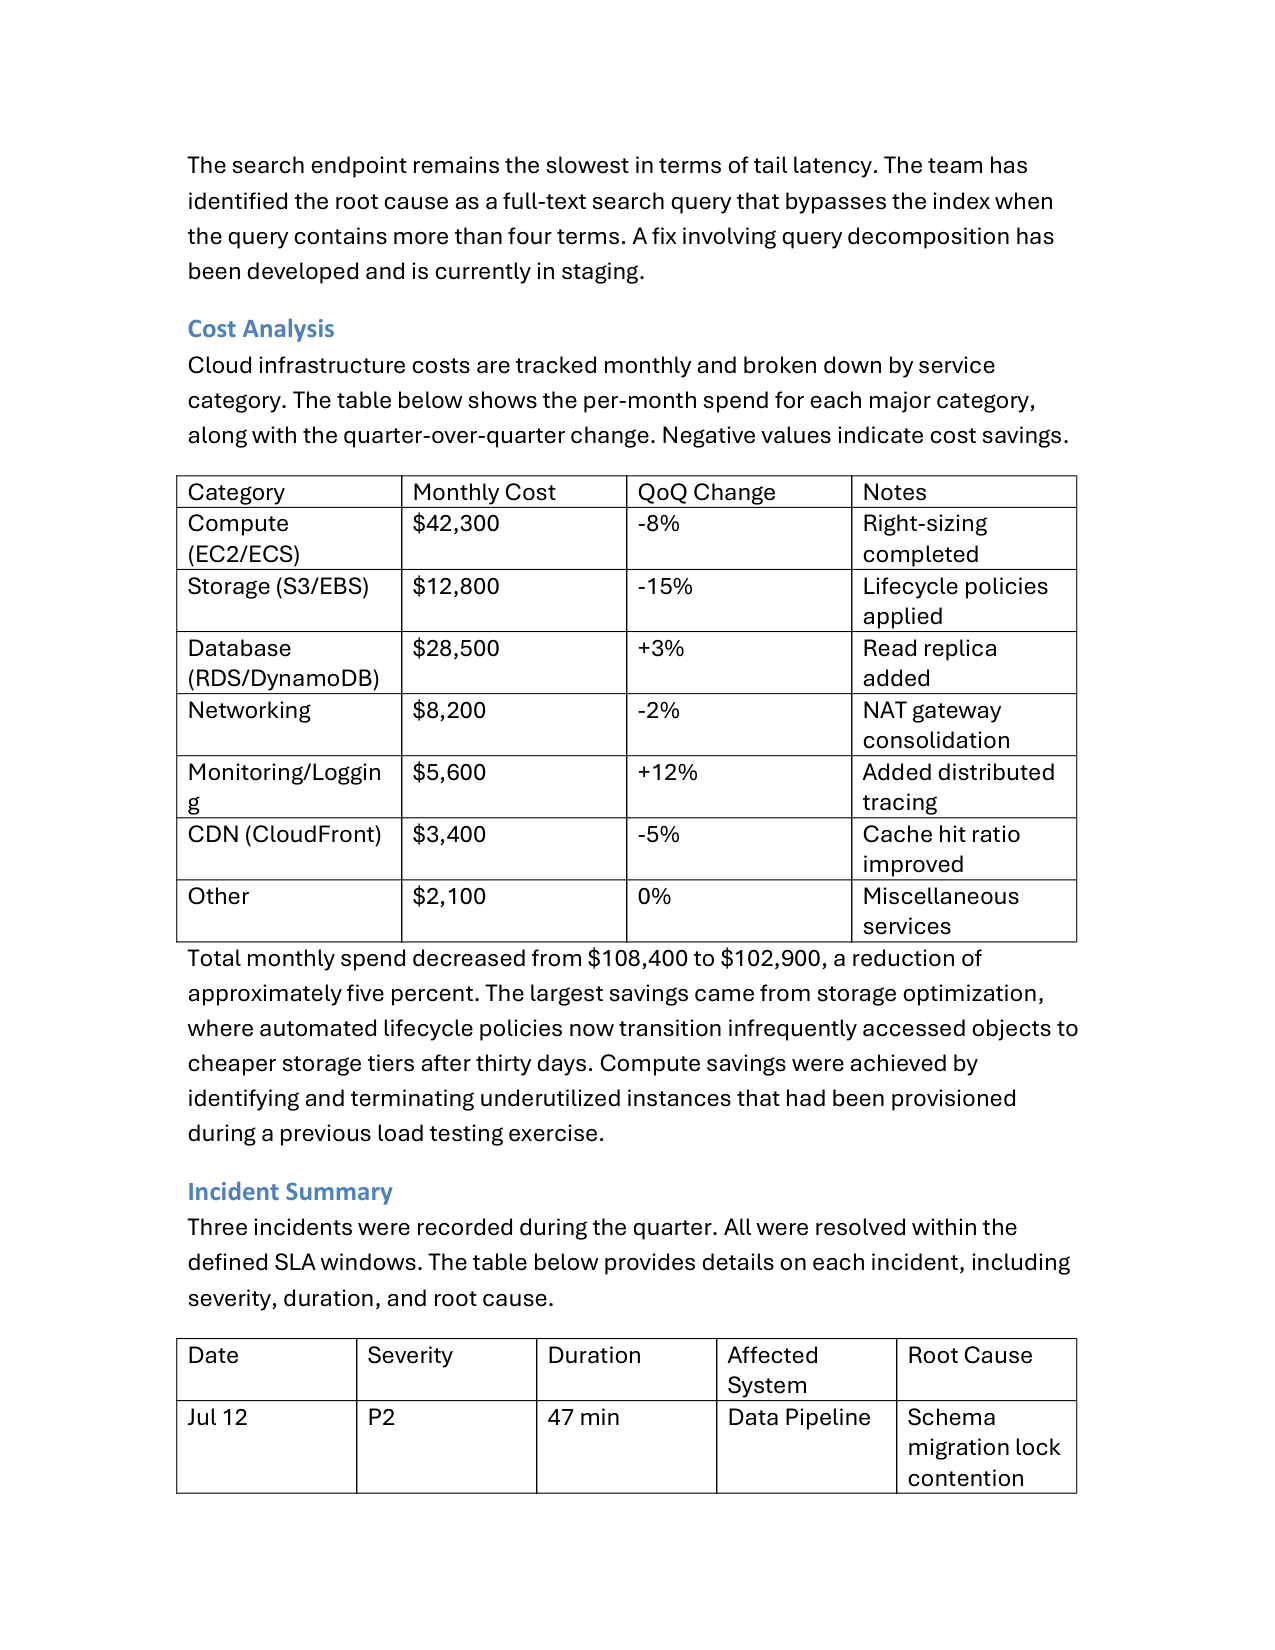 The search endpoint remains the slowest in terms of tail latency. The team has
identified the root cause as a full-text search query that bypasses the index when
the query contains more than four terms. A fix involving query decomposition has
been developed and is currently in staging.
Cost Analysis
Cloud infrastructure costs are tracked monthly and broken down by service
category. The table below shows the per-month spend for each major category,
along with the quarter-over-quarter change. Negative values indicate cost savings.
Category Monthly Cost QoQ Change Notes
Compute $42,300 -8% Right-sizing
(EC2/ECS) completed
Storage (S3/EBS) $12,800 -15% Lifecycle policies
applied
Database $28,500 +3% Read replica
(RDS/DynamoDB) added
Networking $8,200 -2% NAT gateway
consolidation
Monitoring/Loggin $5,600 +12% Added distributed
g tracing
CDN (CloudFront) $3,400 -5% Cache hit ratio
improved
Other $2,100 0% Miscellaneous
services
Total monthly spend decreased from $108,400 to $102,900, a reduction of
approximately five percent. The largest savings came from storage optimization,
where automated lifecycle policies now transition infrequently accessed objects to
cheaper storage tiers after thirty days. Compute savings were achieved by
identifying and terminating underutilized instances that had been provisioned
during a previous load testing exercise.
Incident Summary
Three incidents were recorded during the quarter. All were resolved within the
defined SLA windows. The table below provides details on each incident, including
severity, duration, and root cause.
Date Severity Duration Affected Root Cause
System
Jul 12 P2 47 min Data Pipeline Schema
migration lock
contention